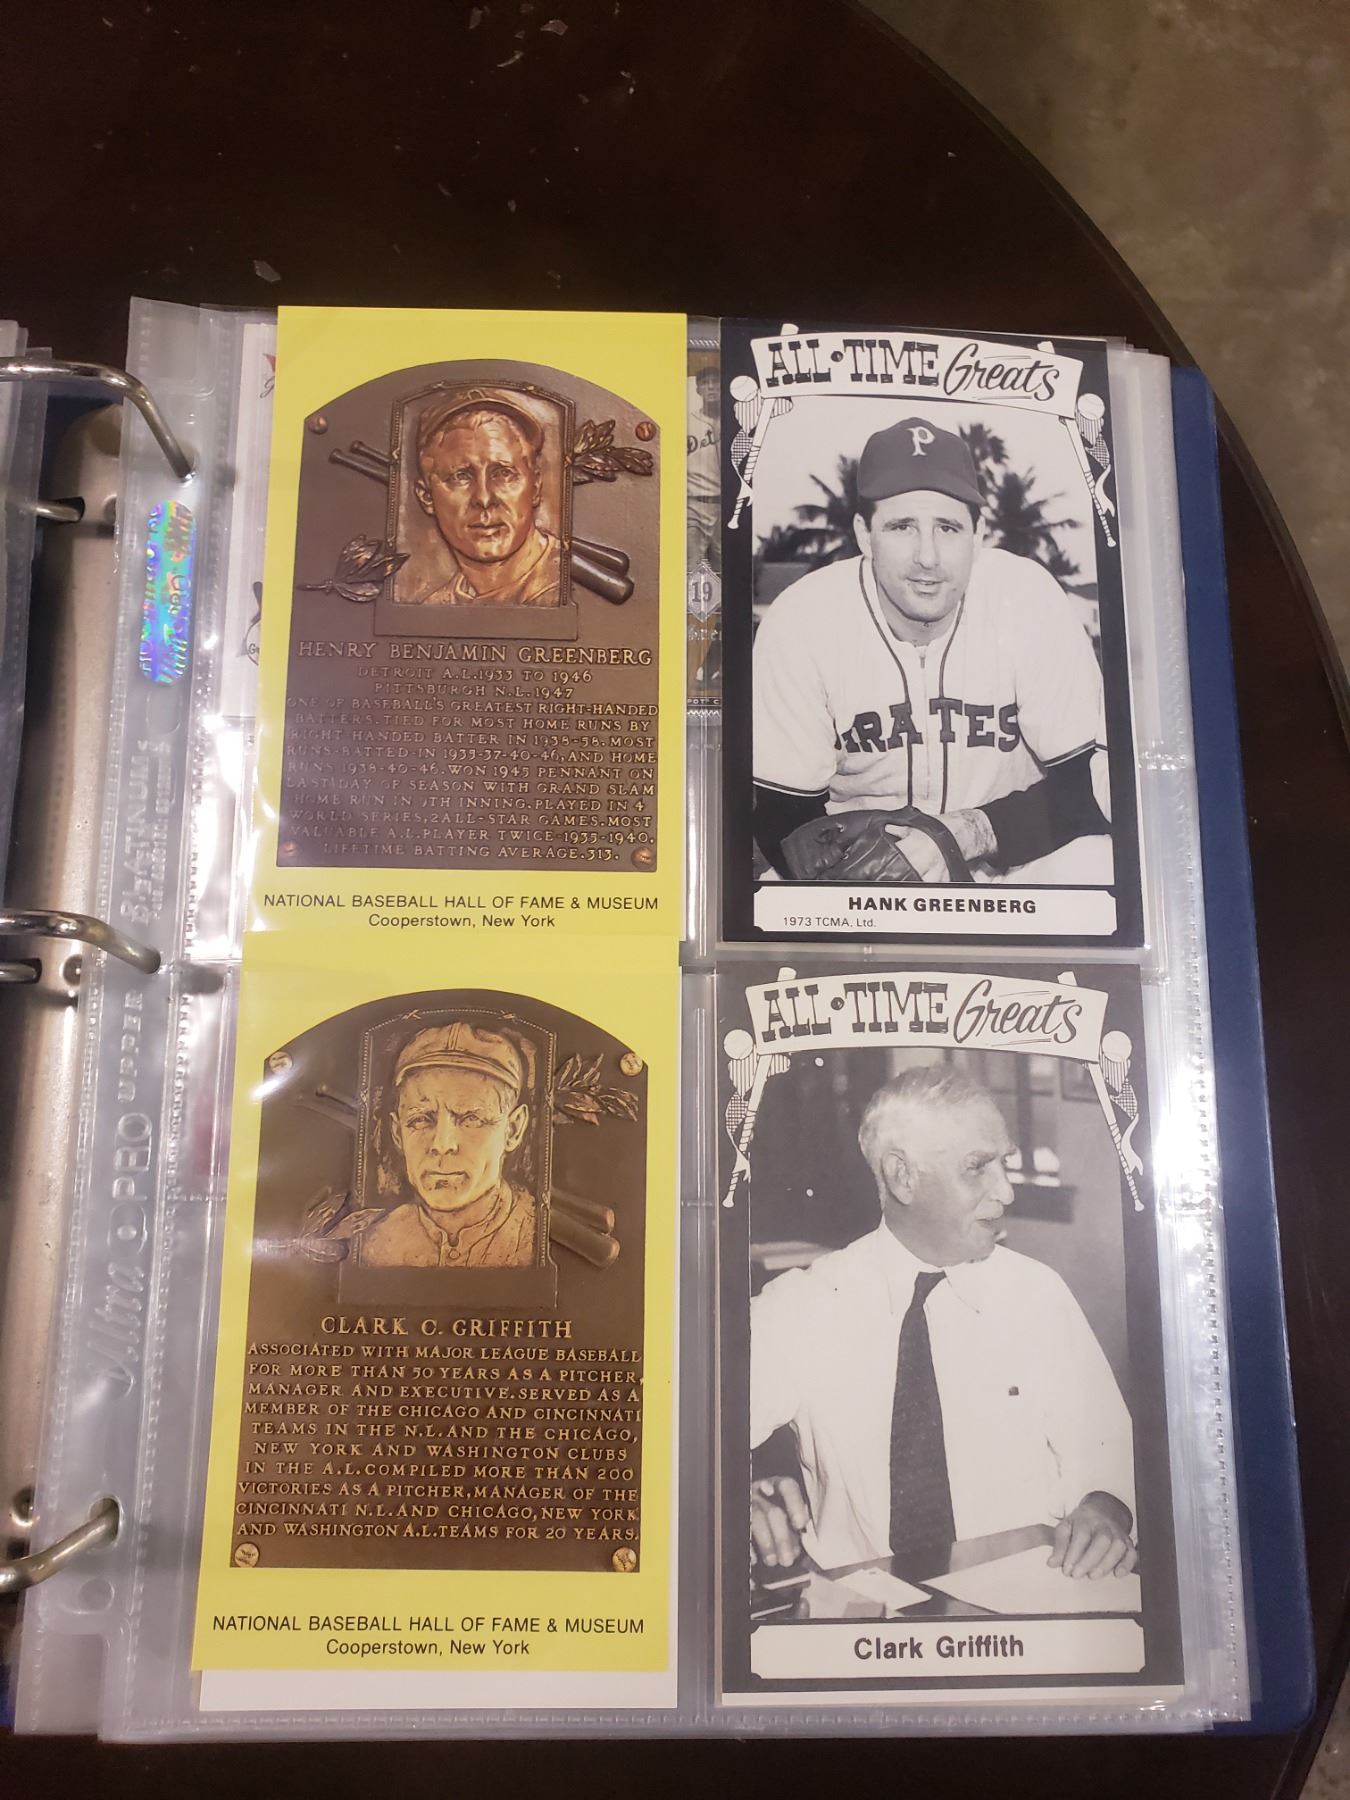 HENRY BENJAMIN GREENBERG
DETROIT A.L.1933 TO 1946
PITTSBURGH N.L.1947
ONE OF BASEBALL'S GREATEST RIGHT-HANDED
BATTERS. TIED FOR MOST HOME RUNS BY
RIGHT-HANDED BATTER IN 1938-58. MOST
RUNS-BATTED-IN 1935-37-40-46, AND HOME
RUNS 1938-40-46. WON 1945 PENNANT ON
LAST DAY OF SEASON WITH GRAND SLAM
HOME RUN IN 9TH INNING. PLAYED IN 4
WORLD SERIES, 2 ALL-STAR GAMES. MOST
VALUABLE A.L. PLAYER TWICE-1935-1940.
LIFETIME BATTING AVERAGE .313.
NATIONAL BASEBALL HALL OF FAME & MUSEUM
Cooperstown, New York
ALL•TIME Greats
P
PIRATES
HANK GREENBERG
1973 TCMA, Ltd.
CLARK C. GRIFFITH
ASSOCIATED WITH MAJOR LEAGUE BASEBALL
FOR MORE THAN 50 YEARS AS A PITCHER,
MANAGER AND EXECUTIVE. SERVED AS A
MEMBER OF THE CHICAGO AND CINCINNATI
TEAMS IN THE N.L. AND THE CHICAGO,
NEW YORK AND WASHINGTON CLUBS
IN THE A.L. COMPILED MORE THAN 200
VICTORIES AS A PITCHER, MANAGER OF THE
CINCINNATI N.L. AND CHICAGO, NEW YORK
AND WASHINGTON A.L. TEAMS FOR 20 YEARS.
NATIONAL BASEBALL HALL OF FAME & MUSEUM
Cooperstown, New York
ALL•TIME Greats
Clark Griffith
Ultra PRO UPPER PLATINUM
Det
19